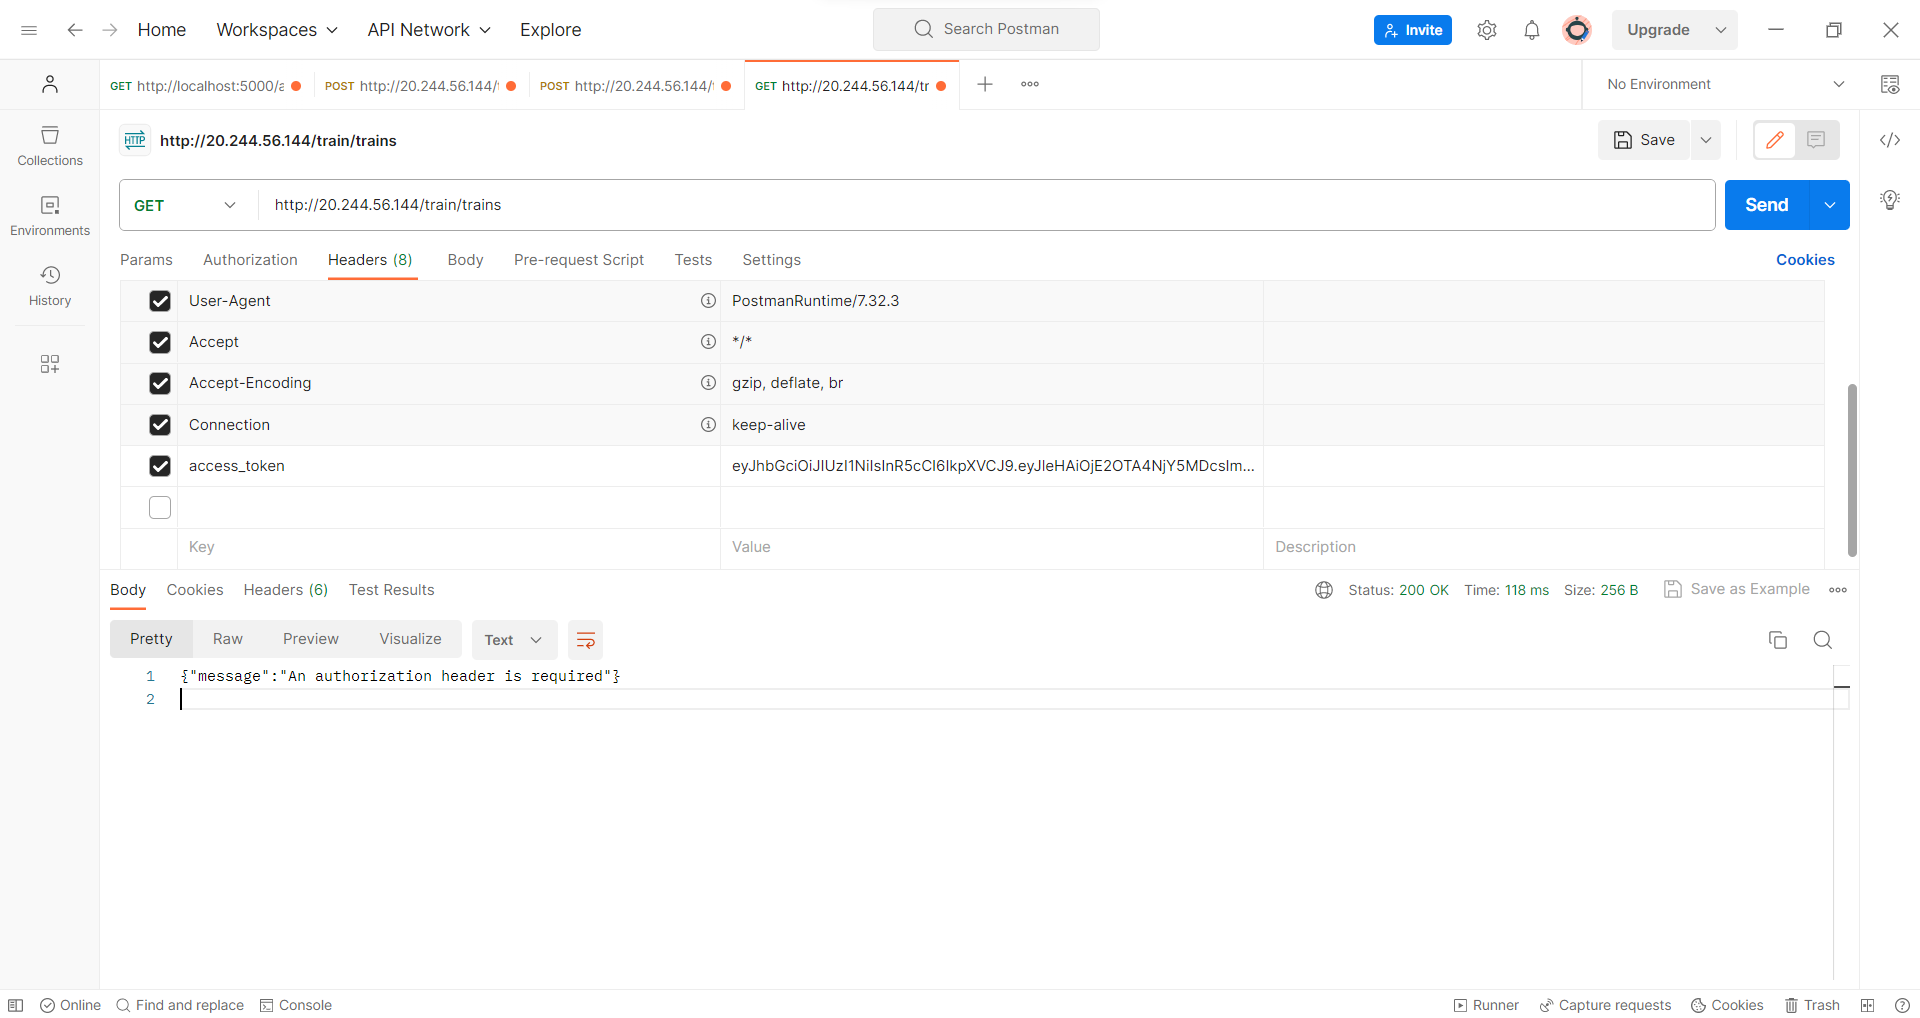 Home
Workspaces
API Network
Explore
Search Postman
Invite
Upgrade
GET http://localhost:5000/a
POST http://20.244.56.144/t
POST http://20.244.56.144/t
GET http://20.244.56.144/tr
No Environment
Collections
Environments
History
HTTP
http://20.244.56.144/train/trains
Save
GET
http://20.244.56.144/train/trains
Send
Params
Authorization
Headers (8)
Body
Pre-request Script
Tests
Settings
Cookies
User-Agent PostmanRuntime/7.32.3
Accept */*
Accept-Encoding gzip, deflate, br
Connection keep-alive
access_token
Key Value Description
Body
Cookies
Headers (6)
Test Results
Status: 200 OK
Time: 118 ms
Size: 256 B
Save as Example
Pretty
Raw
Preview
Visualize
Text
1 {"message":"An authorization header is required"}
2
Online
Find and replace
Console
Runner
Capture requests
Cookies
Trash